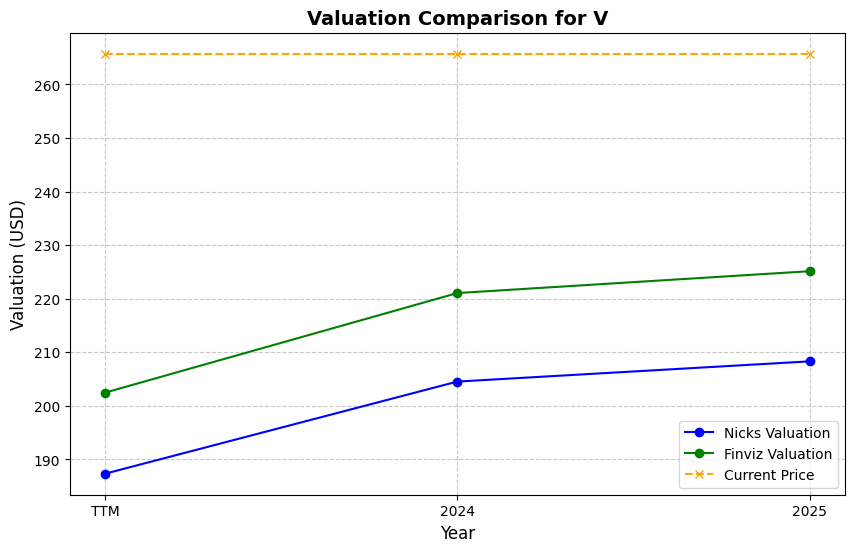 Valuation Comparison for V
Valuation (USD)
260
250
240
230
220
210
200
190
TTM
2024
2025
Year
Nicks Valuation
Finviz Valuation
Current Price